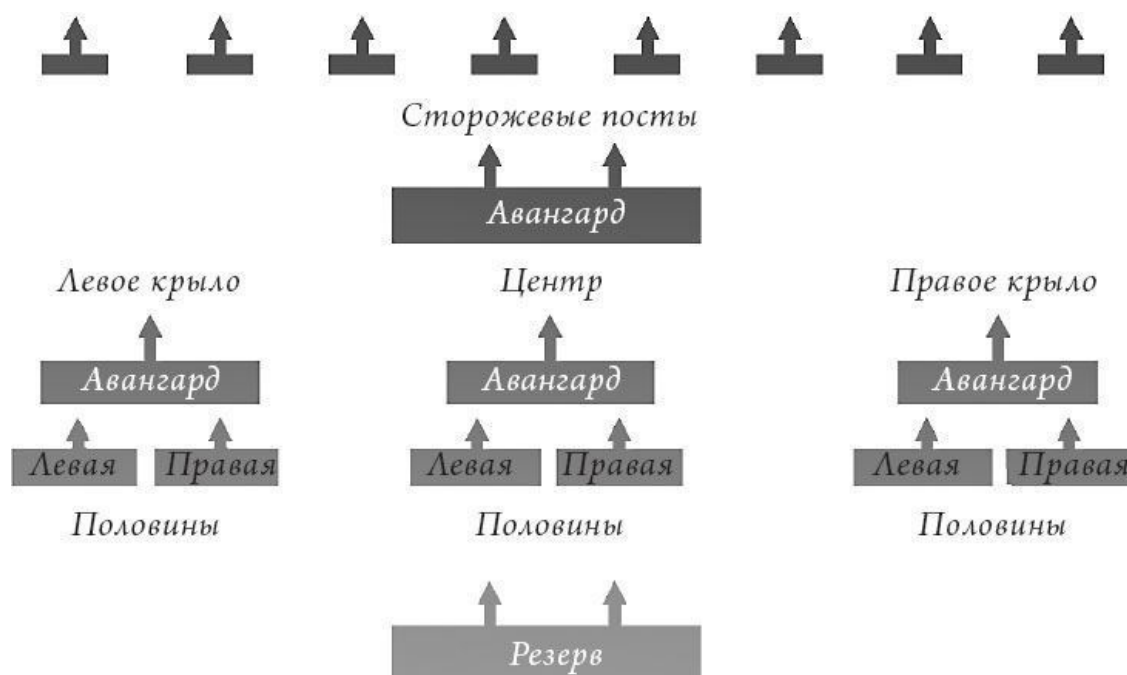 Сторожевые посты
Авангард
Левое крыло Центр Правое крыло
Авангард Авангард Авангард
Левая Правая Левая Правая Левая Правая
Половины Половины Половины
Резерв